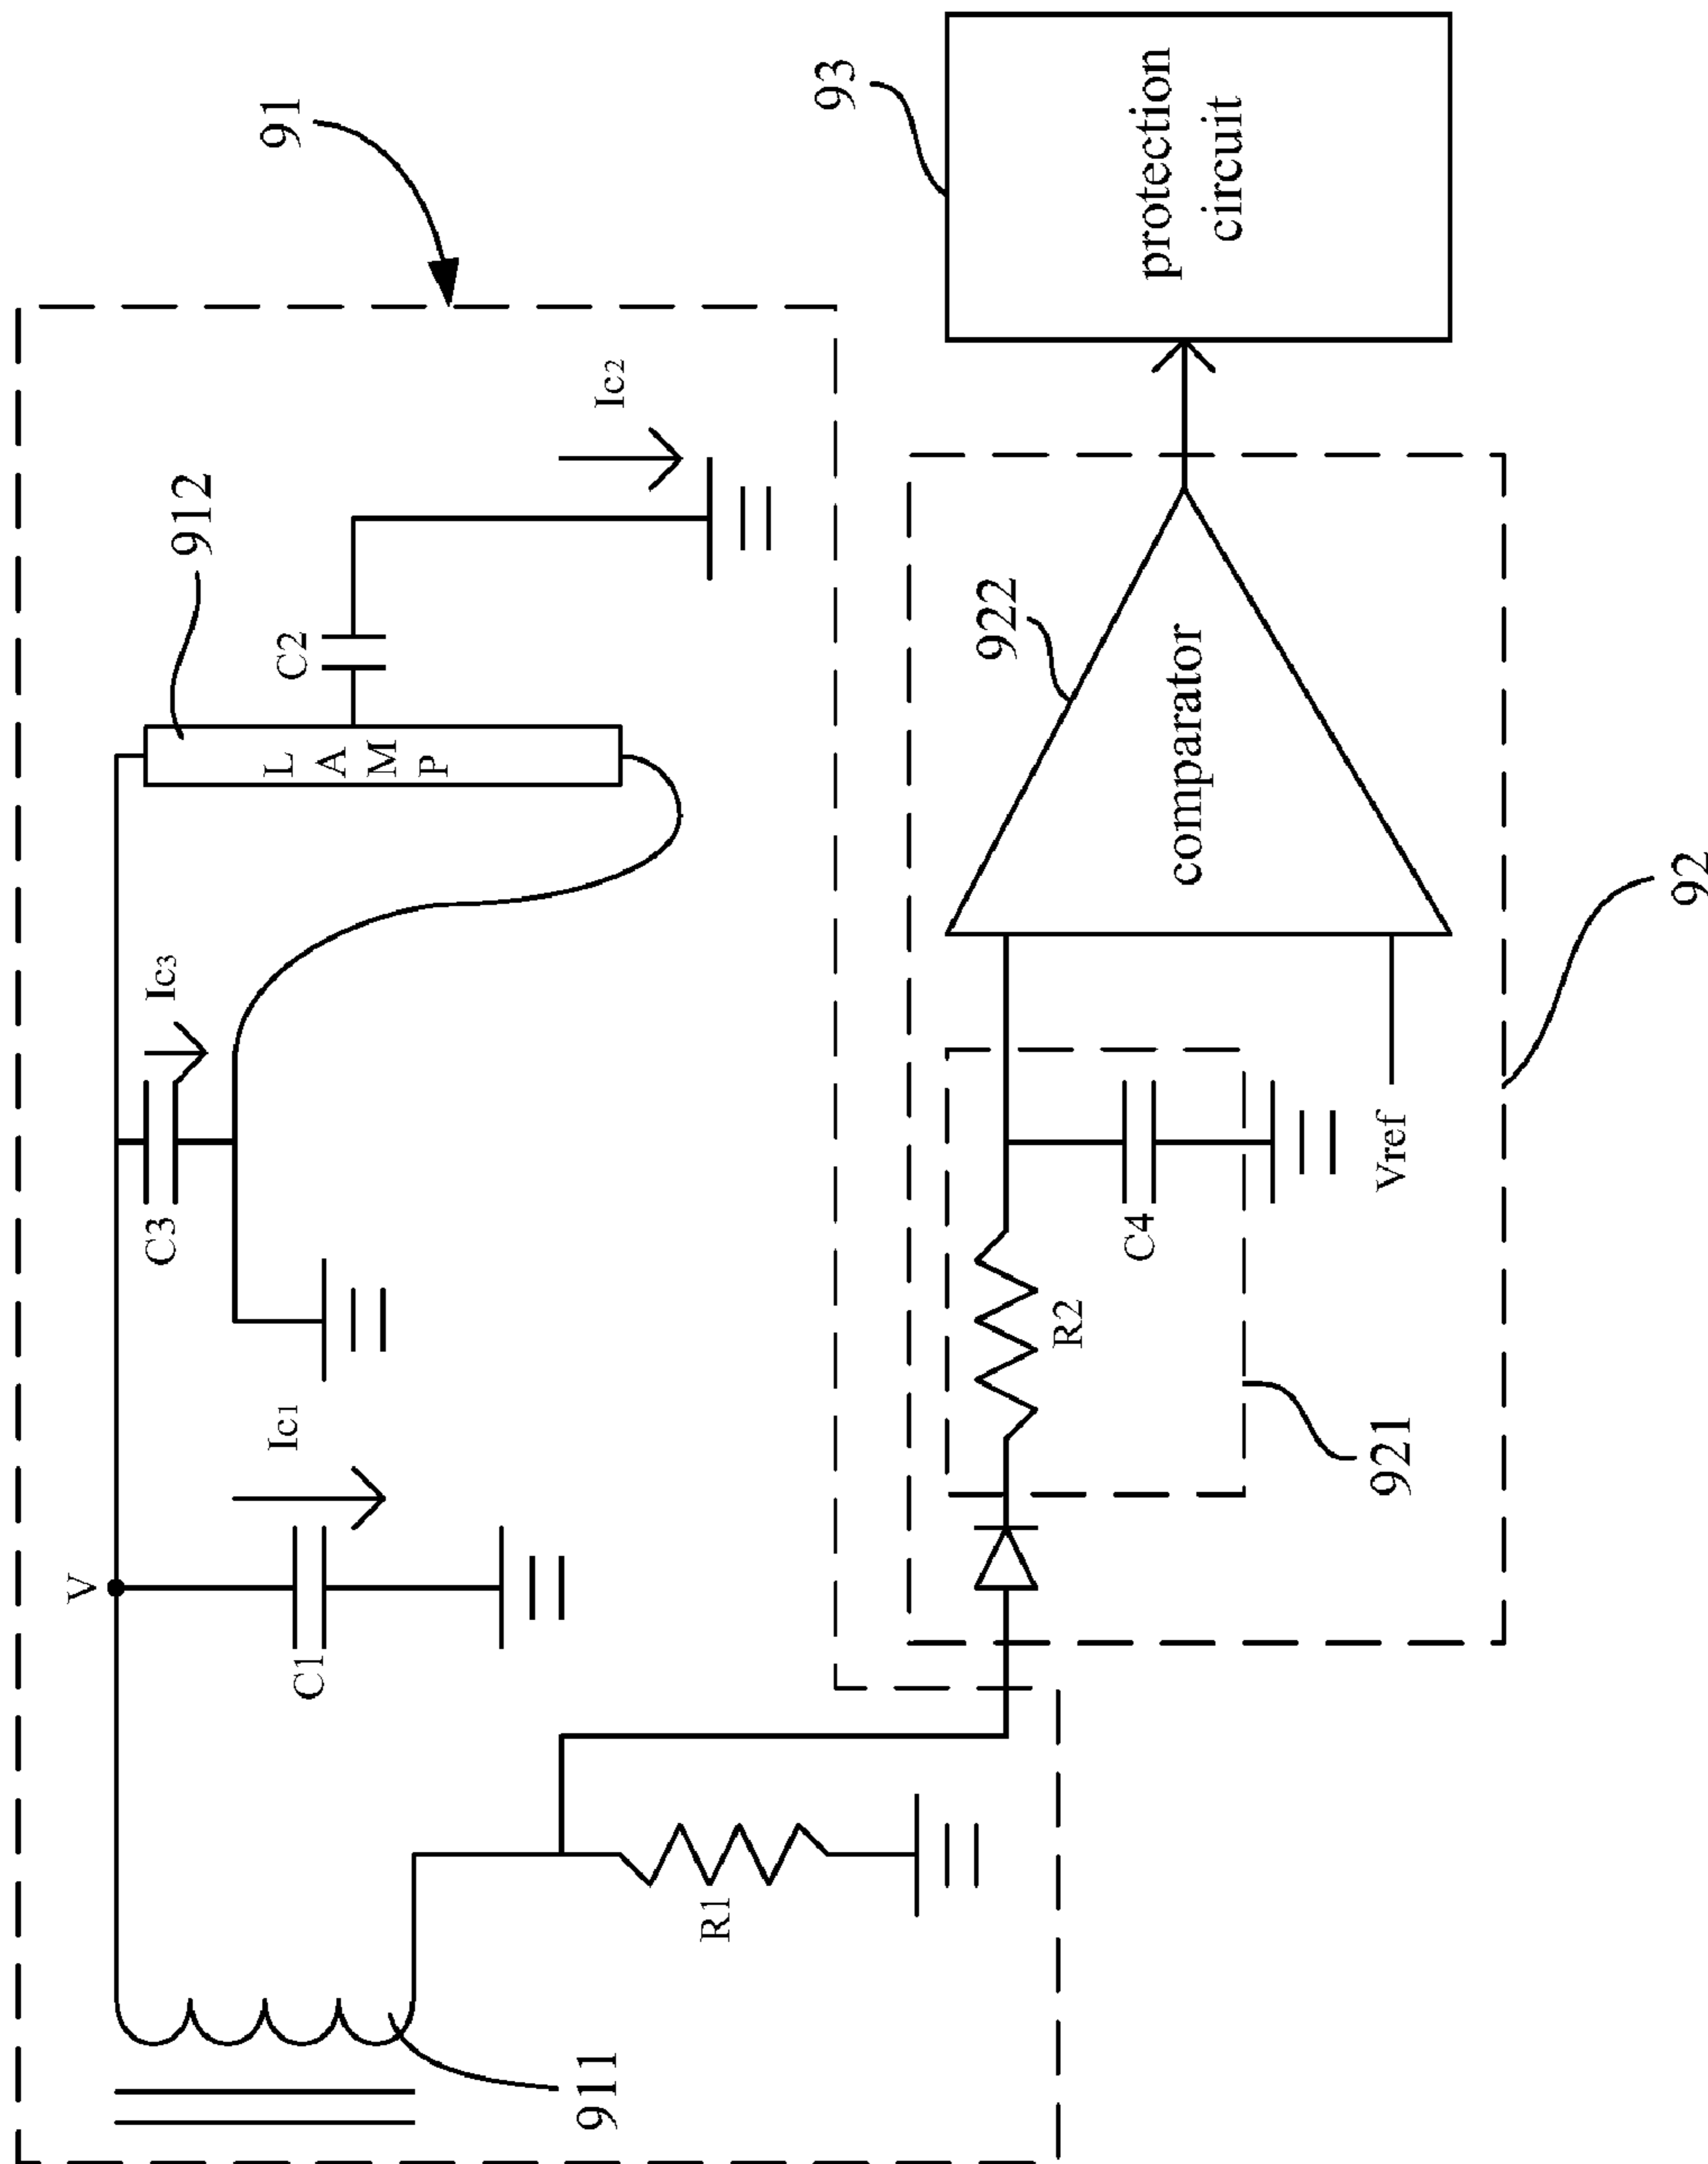 91
912
C2
Ic2
L
A
M
P
Ic3
C3
V
Ic1
C1
R1
911
93
protection
circuit
922
comparator
C4
R2
Vref
921
92